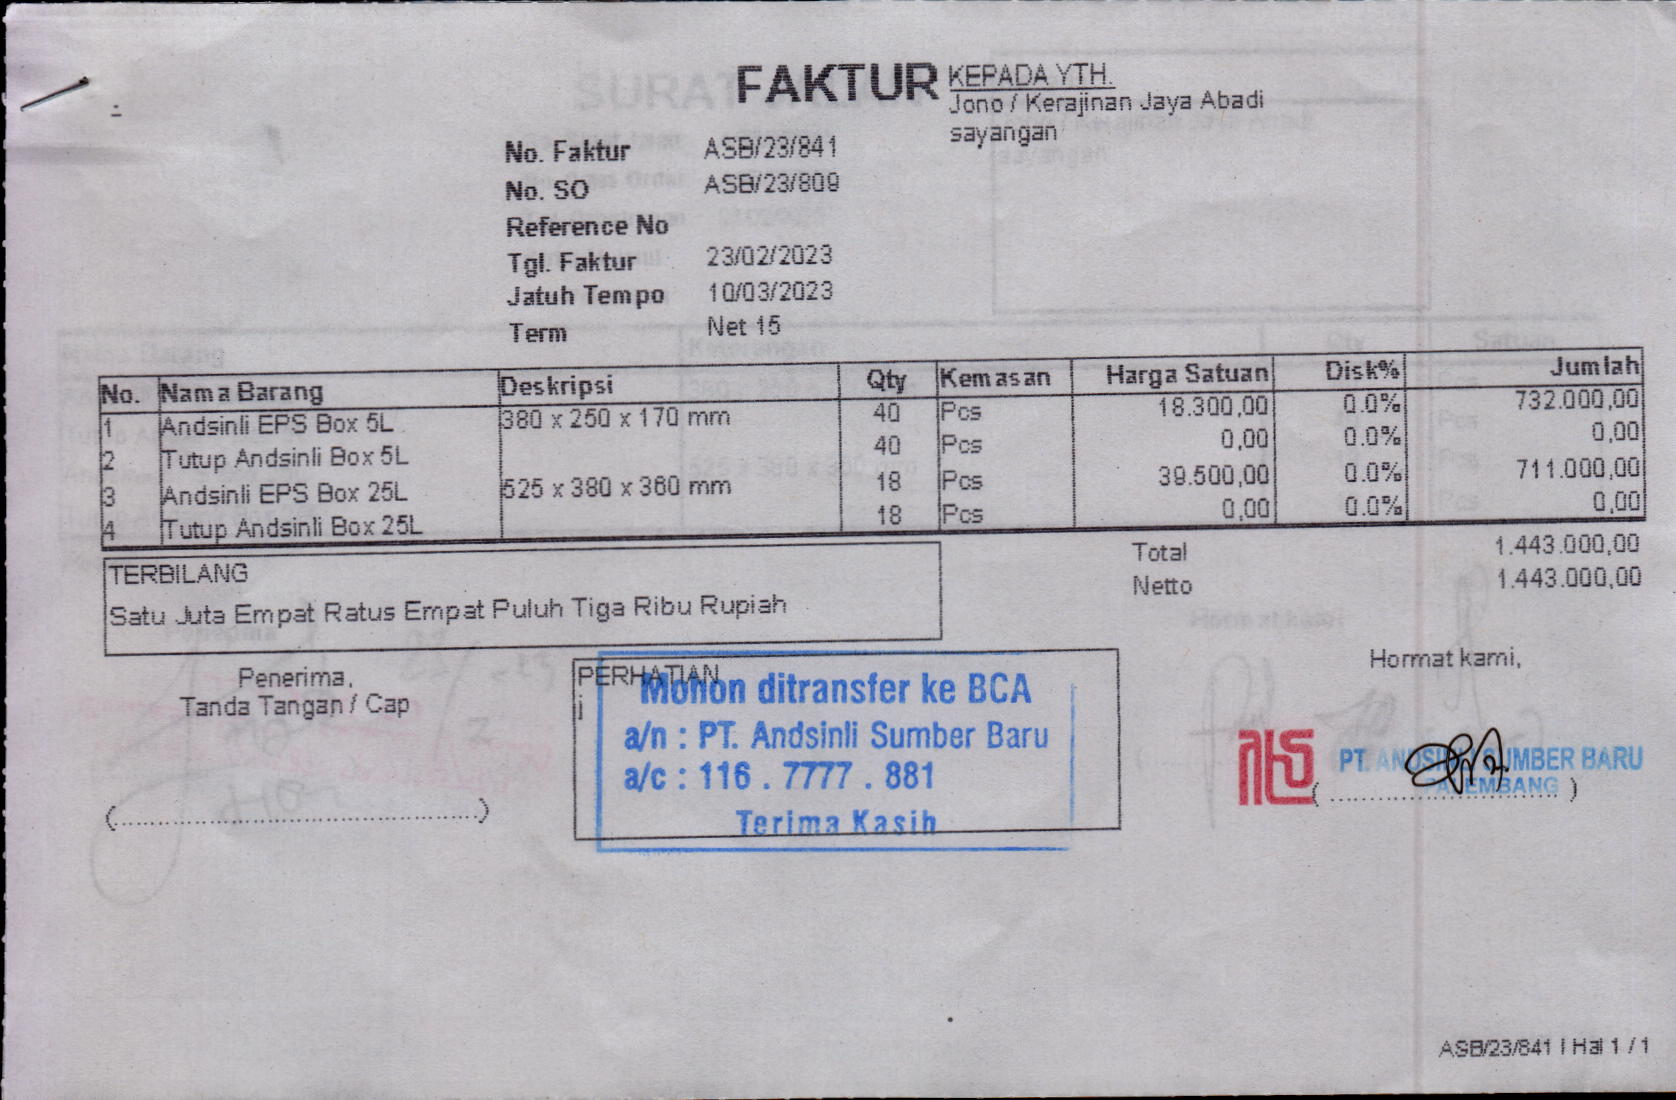 FAKTUR
KEPADA YTH.
Jono / Kerajinan Jaya Abadi
sayangan
No. Faktur ASB/23/841
No. SO ASB/23/809
Reference No
Tgl. Faktur 23/02/2023
Jatuh Tempo 10/03/2023
Term Net 15
No. Nama Barang Deskripsi Qty Kemasan Harga Satuan Disk% Jumlah
1 Andsinli EPS Box 5L 380 x 250 x 170 mm 40 Pcs 18.300,00 0.0% 732.000,00
2 Tutup Andsinli Box 5L 40 Pcs 0,00 0.0% 0,00
3 Andsinli EPS Box 25L 525 x 380 x 360 mm 18 Pcs 39.500,00 0.0% 711.000,00
4 Tutup Andsinli Box 25L 18 Pcs 0,00 0.0% 0,00
Total 1.443.000,00
Netto 1.443.000,00
TERBILANG
Satu Juta Empat Ratus Empat Puluh Tiga Ribu Rupiah
Penerima,
Tanda Tangan / Cap
(..............................................)
PERHATIAN
i
Mohon ditransfer ke BCA
a/n : PT. Andsinli Sumber Baru
a/c : 116 . 7777 . 881
Terima Kasih
Hormat kami,
PT. ANDSINLI SUMBER BARU
PALEMBANG
(..............................)
ASB/23/841 | Hal 1 / 1